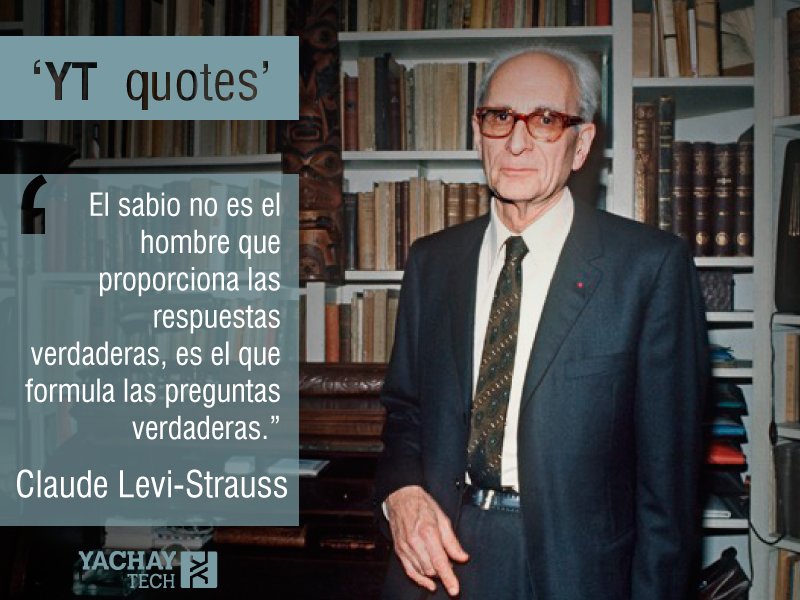 ‘YT quotes’
‘
El sabio no es el
hombre que
proporciona las
respuestas
verdaderas, es el que
formula las preguntas
verdaderas.”
Claude Levi-Strauss
YACHAY
TECH